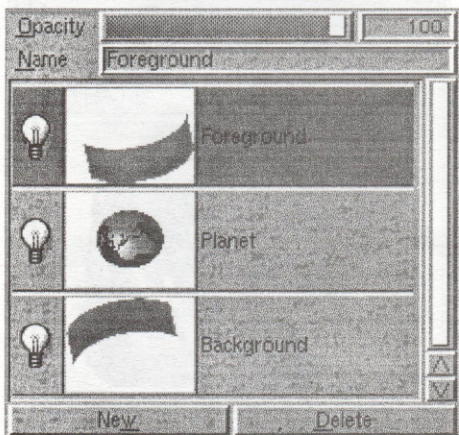 Opacity 100
Name Foreground
Foreground
Planet
Background
New Delete